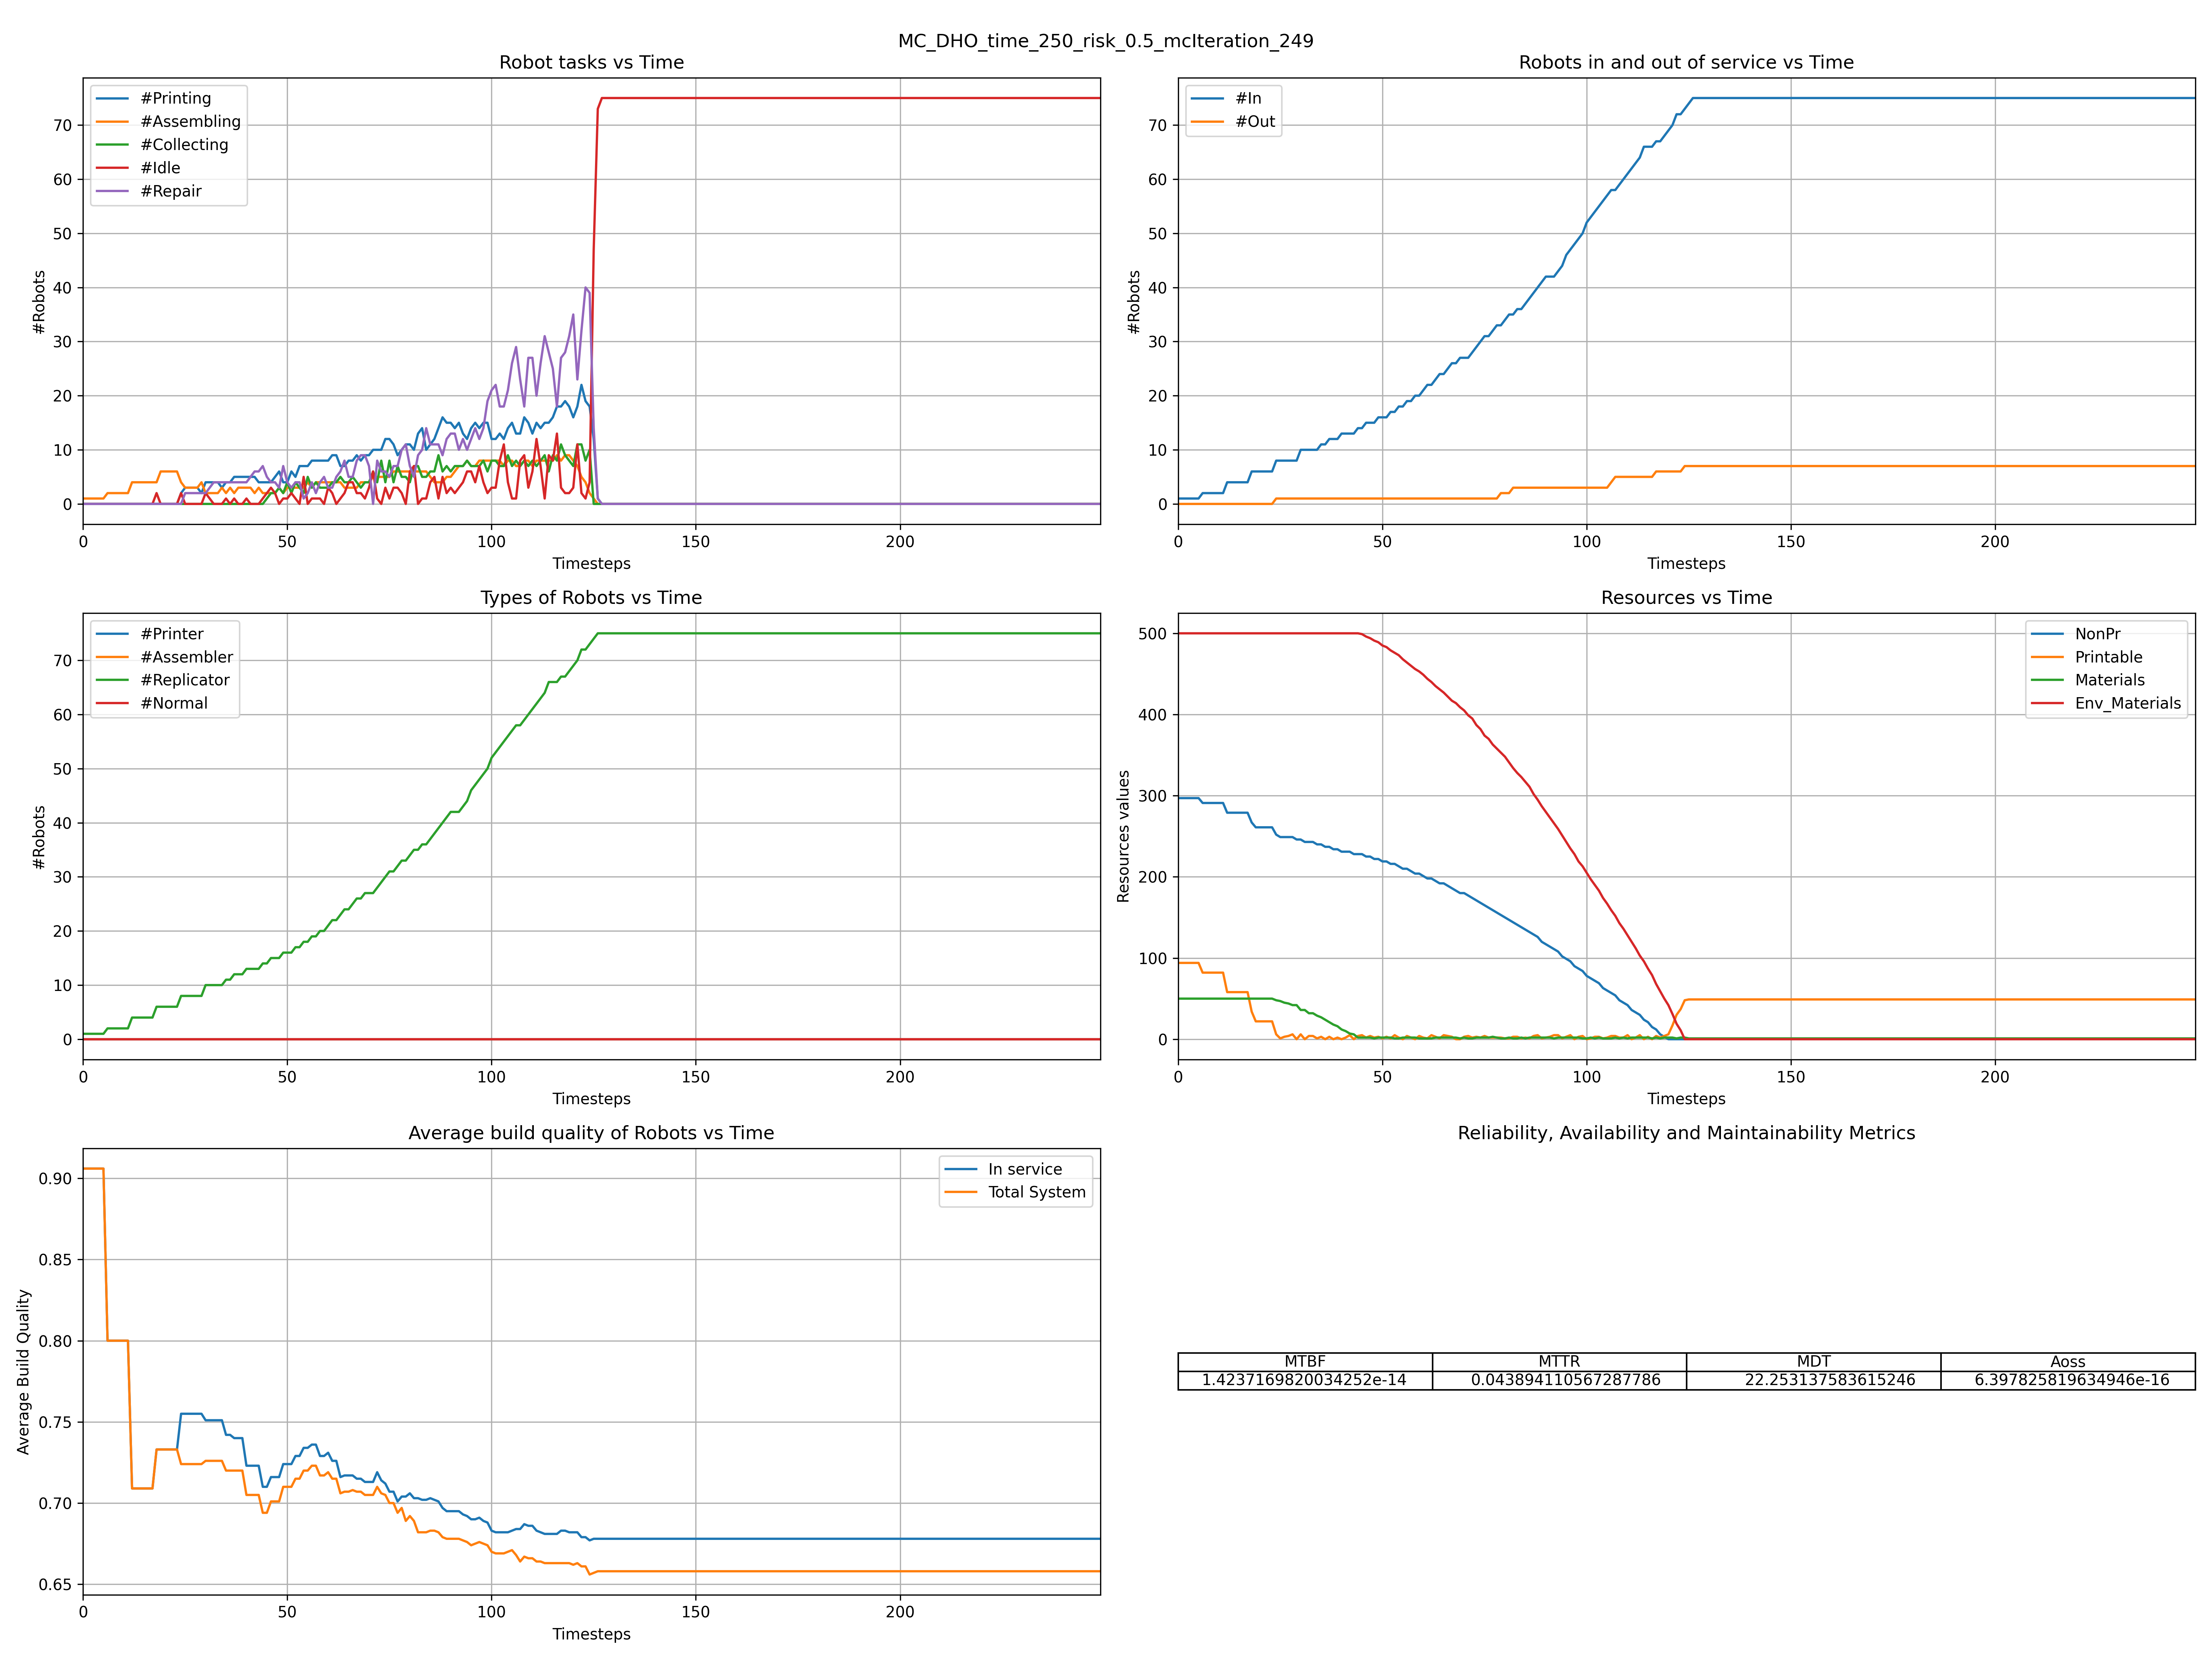 MC_DHO_time_250_risk_0.5_mcIteration_249
Robot tasks vs Time
#Printing
#Assembling
#Collecting
#Idle
#Repair
70
60
50
40
30
20
10
0
#Robots
0 50 100 150 200
Timesteps
Robots in and out of service vs Time
#In
#Out
70
60
50
40
30
20
10
0
#Robots
0 50 100 150 200
Timesteps
Types of Robots vs Time
#Printer
#Assembler
#Replicator
#Normal
70
60
50
40
30
20
10
0
#Robots
0 50 100 150 200
Timesteps
Resources vs Time
NonPr
Printable
Materials
Env_Materials
500
400
300
200
100
0
Resources values
0 50 100 150 200
Timesteps
Average build quality of Robots vs Time
In service
Total System
0.90
0.85
0.80
0.75
0.70
0.65
Average Build Quality
0 50 100 150 200
Timesteps
Reliability, Availability and Maintainability Metrics
MTBF MTTR MDT Aoss
1.4237169820034252e-14 0.043894110567287786 22.253137583615246 6.397825819634946e-16